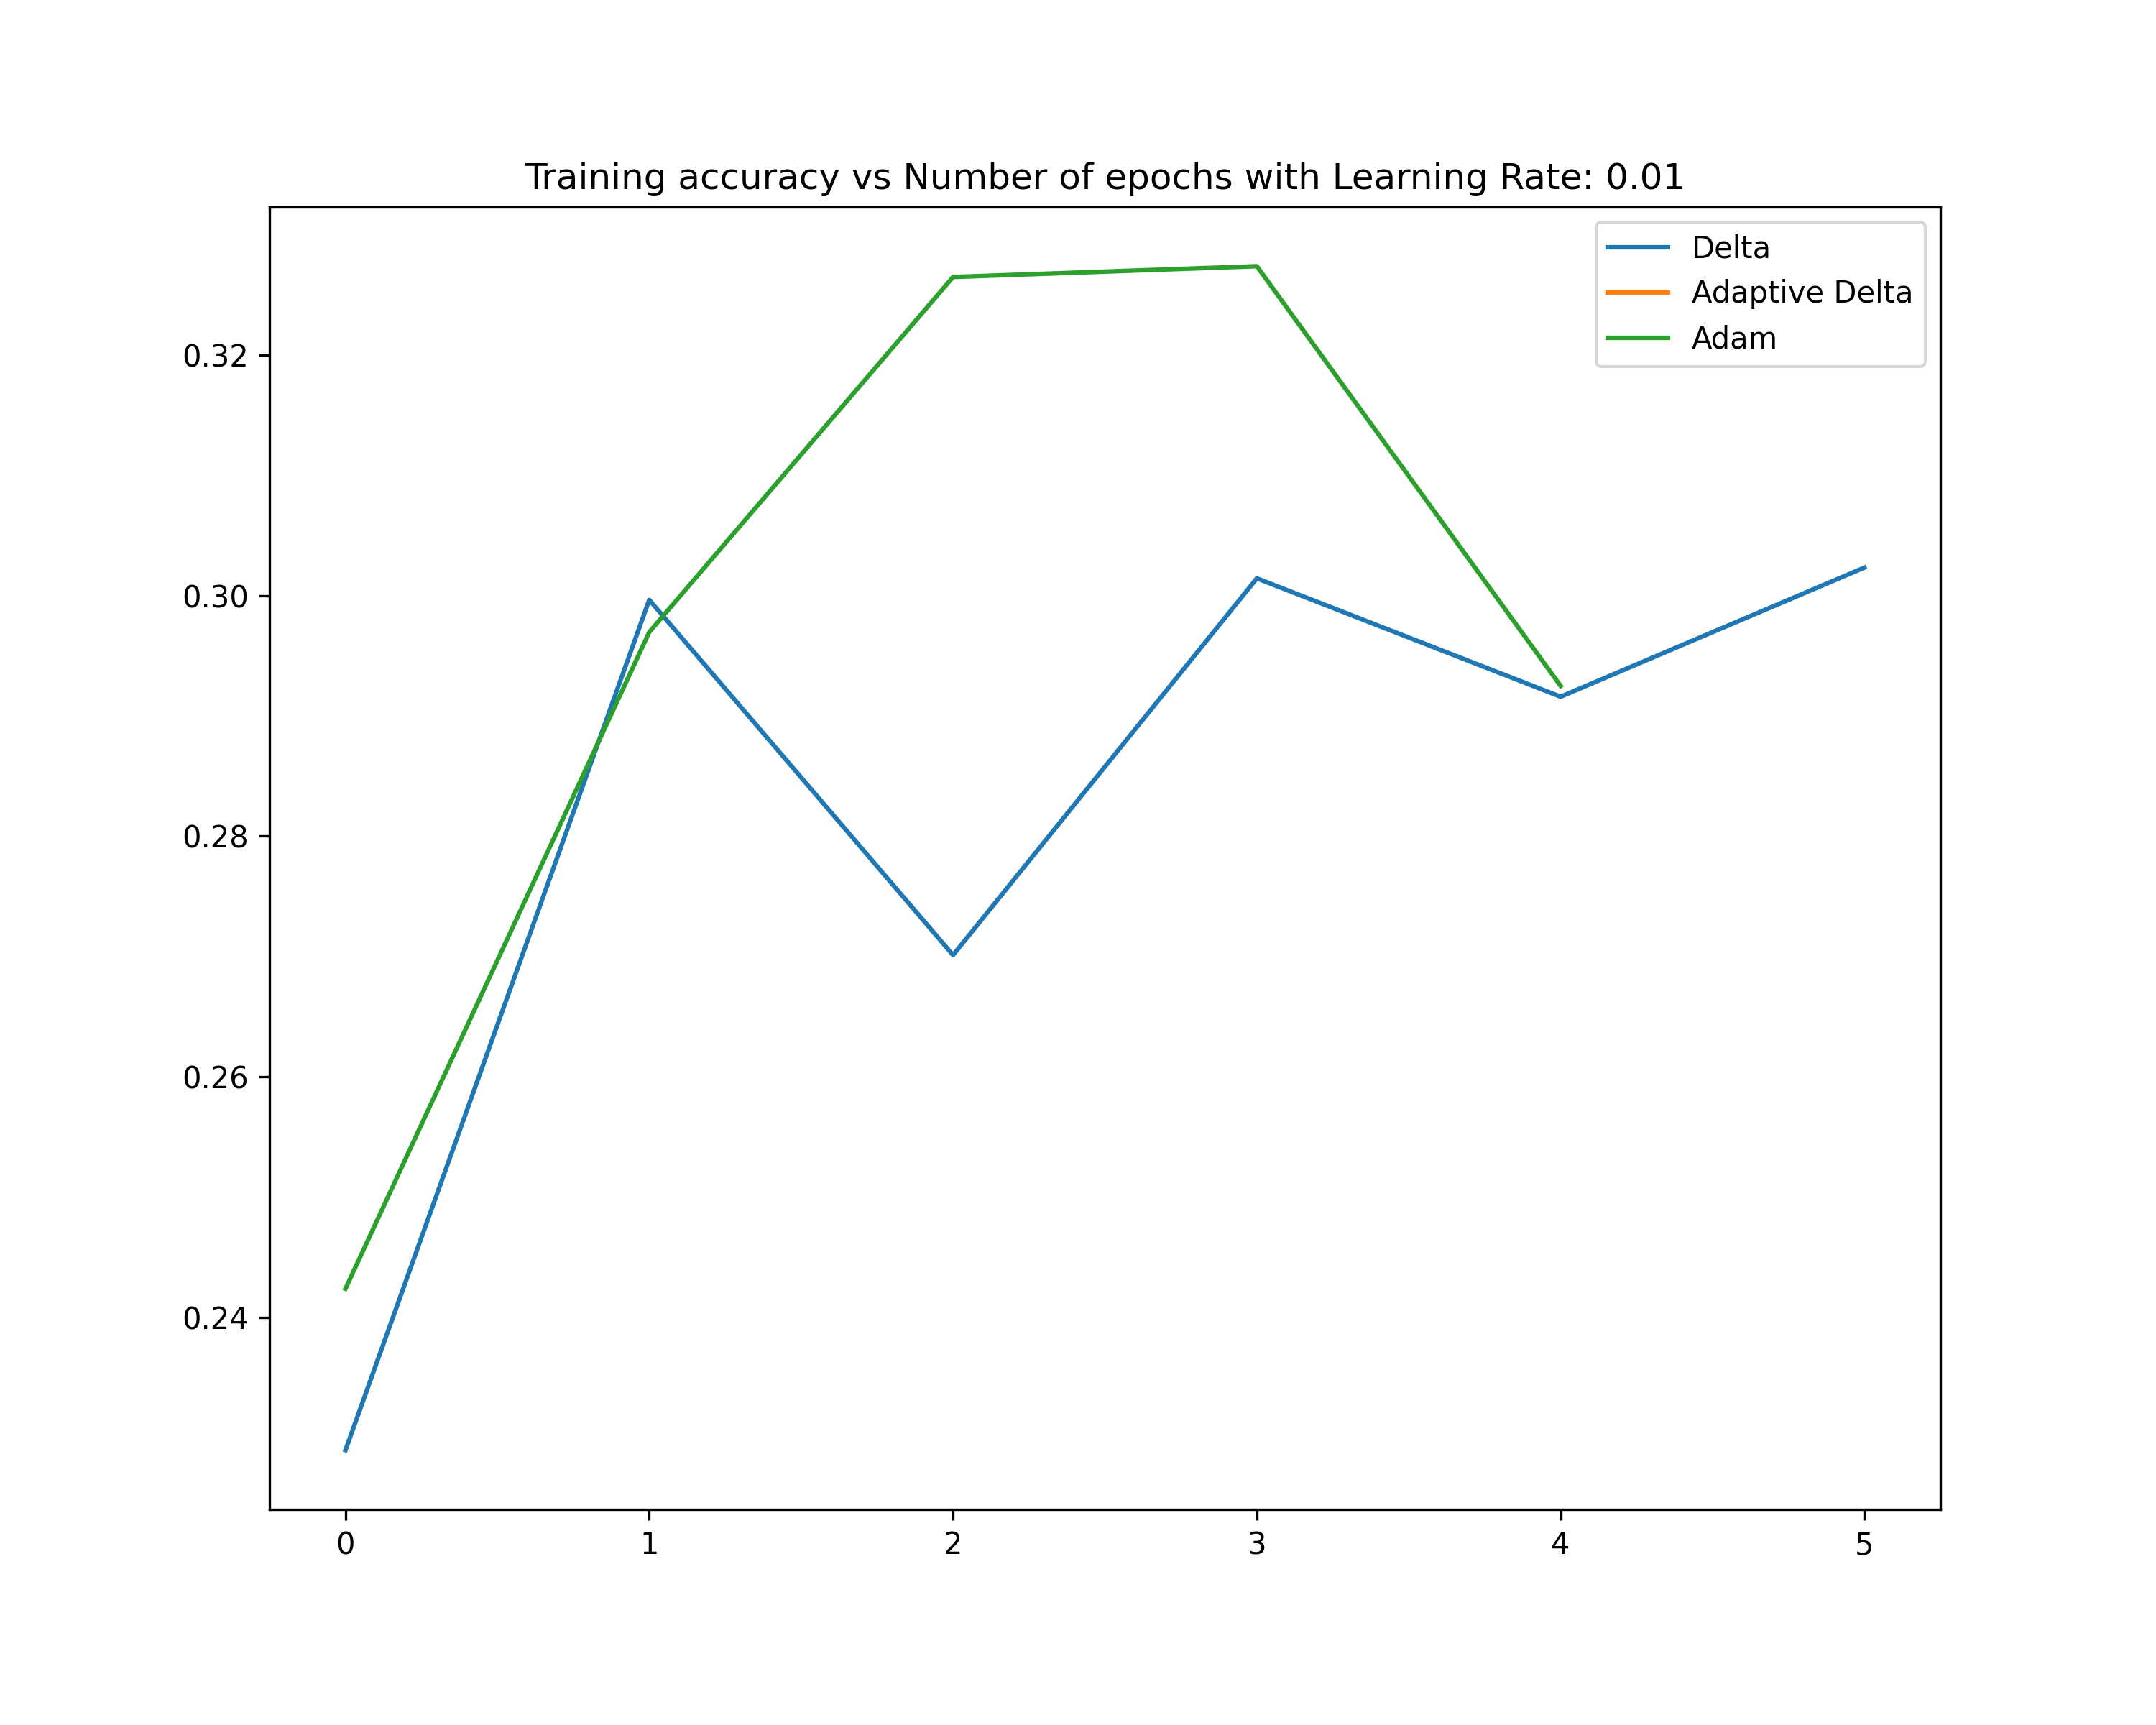 Training accuracy vs Number of epochs with Learning Rate: 0.01
Delta
Adaptive Delta
Adam
0.32
0.30
0.28
0.26
0.24
0 1 2 3 4 5